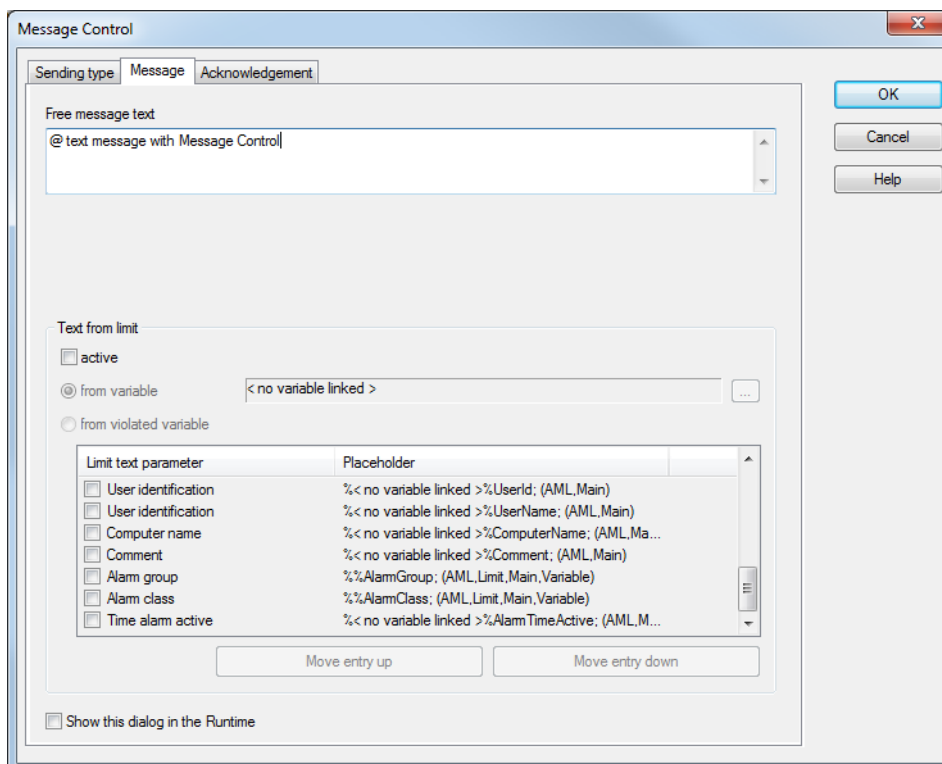 Message Control
Sending type Message Acknowledgement
OK
Free message text
@ text message with Message Control
Cancel
Help
Text from limit
active
from variable < no variable linked > ...
from violated variable
Limit text parameter Placeholder
User identification %< no variable linked >%UserId; (AML,Main)
User identification %< no variable linked >%UserName; (AML,Main)
Computer name %< no variable linked >%ComputerName; (AML,Ma...
Comment %< no variable linked >%Comment; (AML,Main)
Alarm group %%AlarmGroup; (AML,Limit,Main,Variable)
Alarm class %%AlarmClass; (AML,Limit,Main,Variable)
Time alarm active %< no variable linked >%AlarmTimeActive; (AML,M...
Move entry up Move entry down
Show this dialog in the Runtime